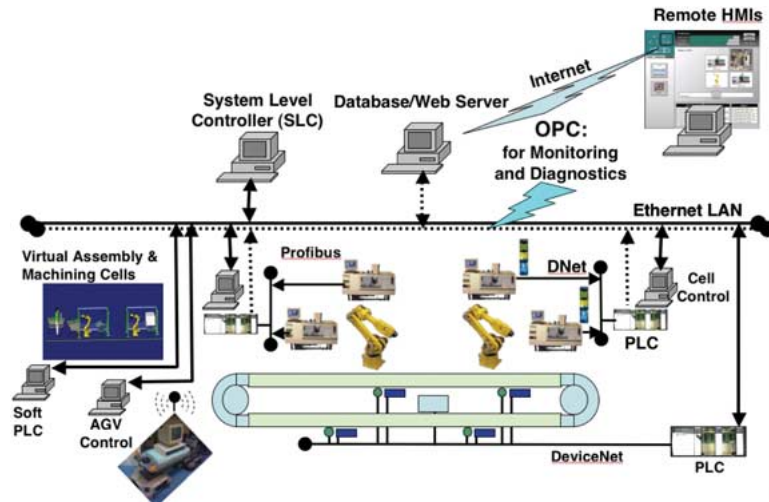 Remote HMIs
Internet
System Level
Controller (SLC)
Database/Web Server
OPC:
for Monitoring
and Diagnostics
Ethernet LAN
Virtual Assembly &
Machining Cells
Profibus
DNet
Cell
Control
PLC
Soft
PLC
AGV
Control
DeviceNet
PLC